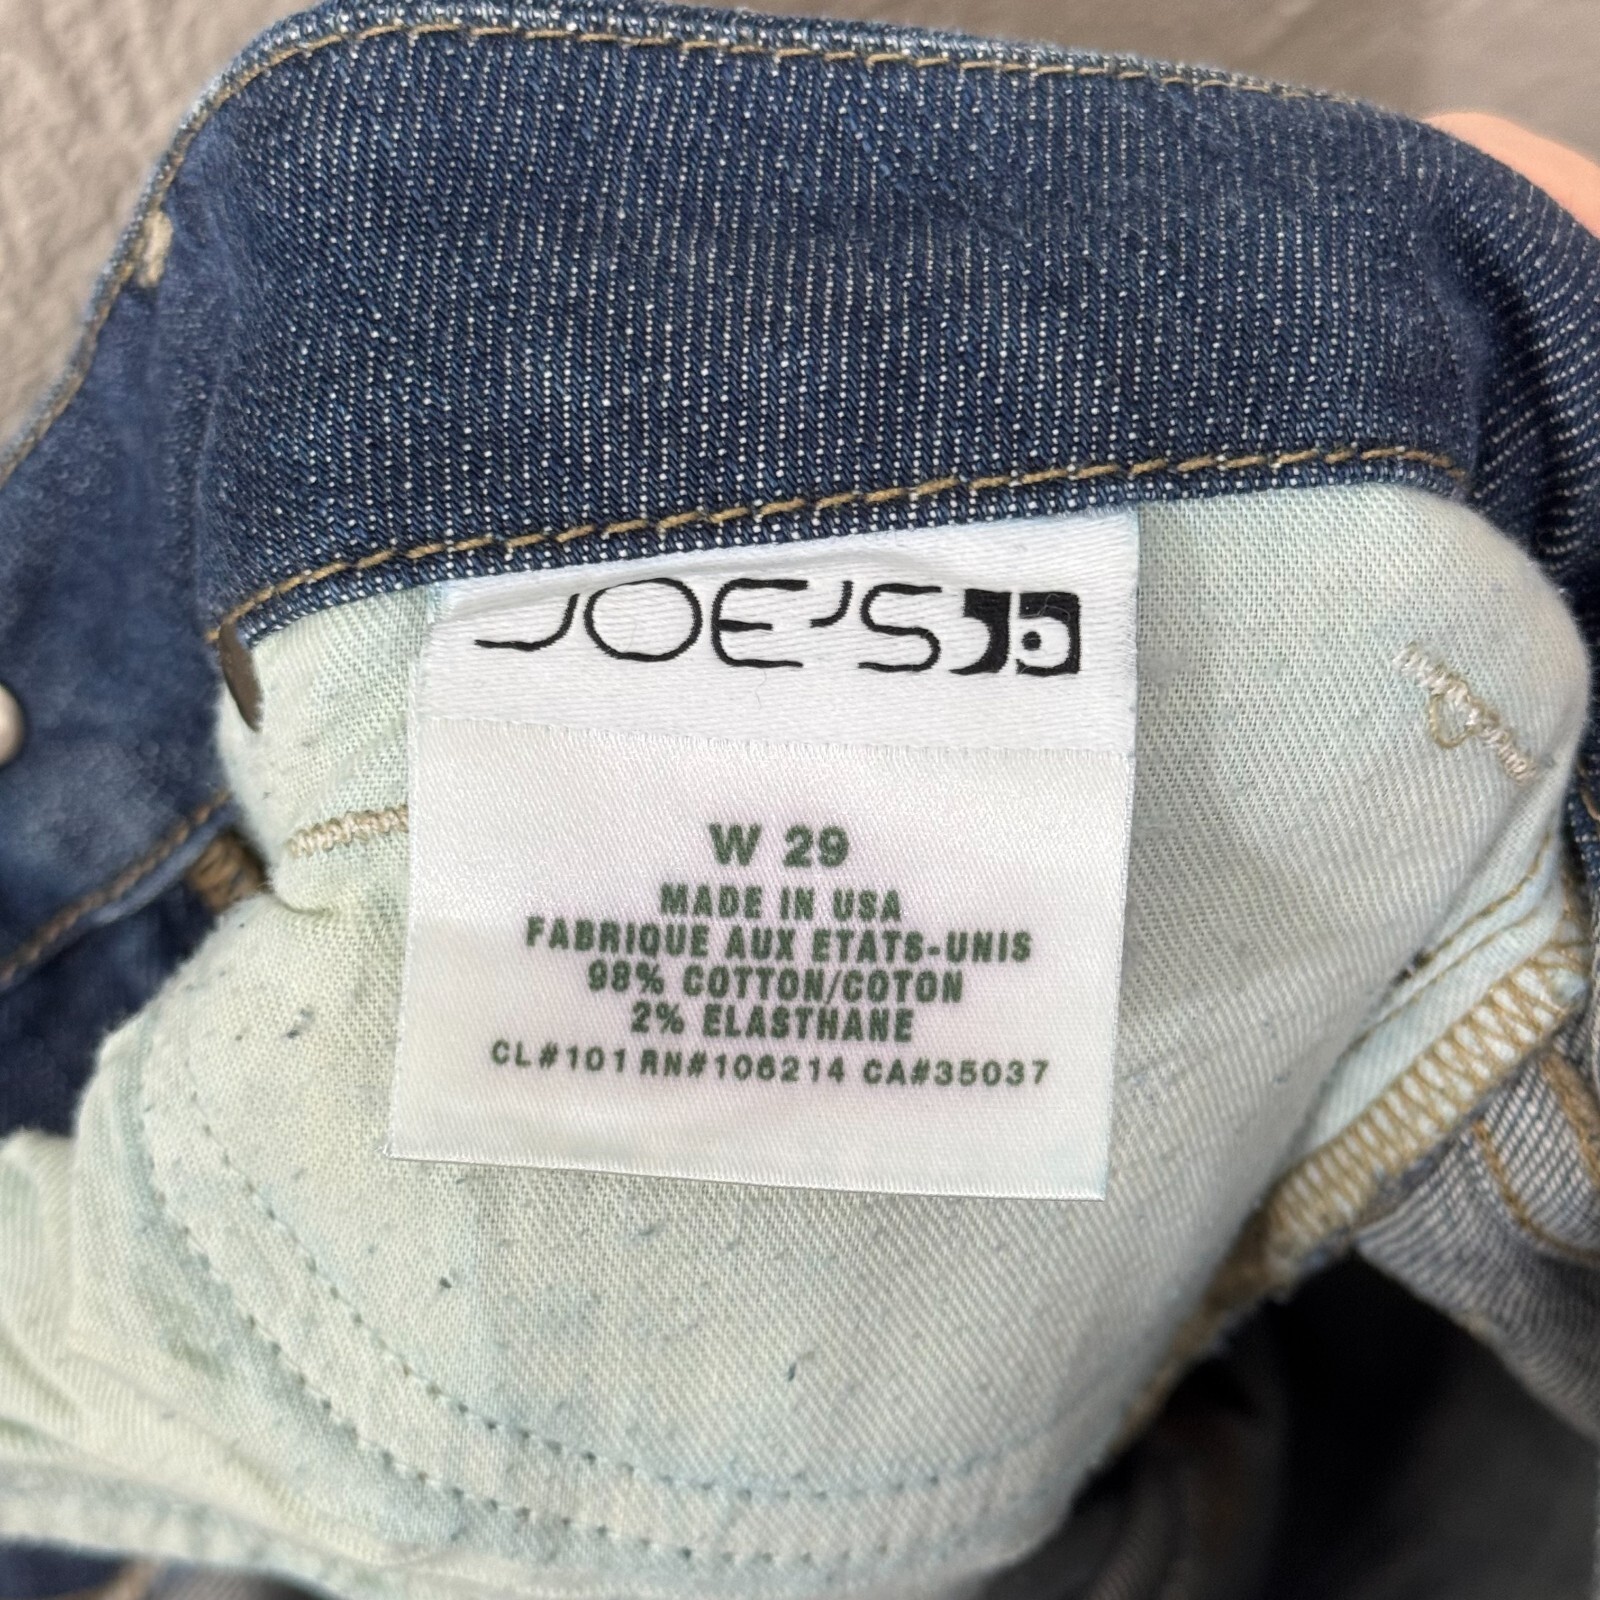 JOE'S
W 29
MADE IN USA
FABRIQUE AUX ETATS-UNIS
98% COTTON/COTON
2% ELASTHANE
CL#101 RN#106214 CA#35037